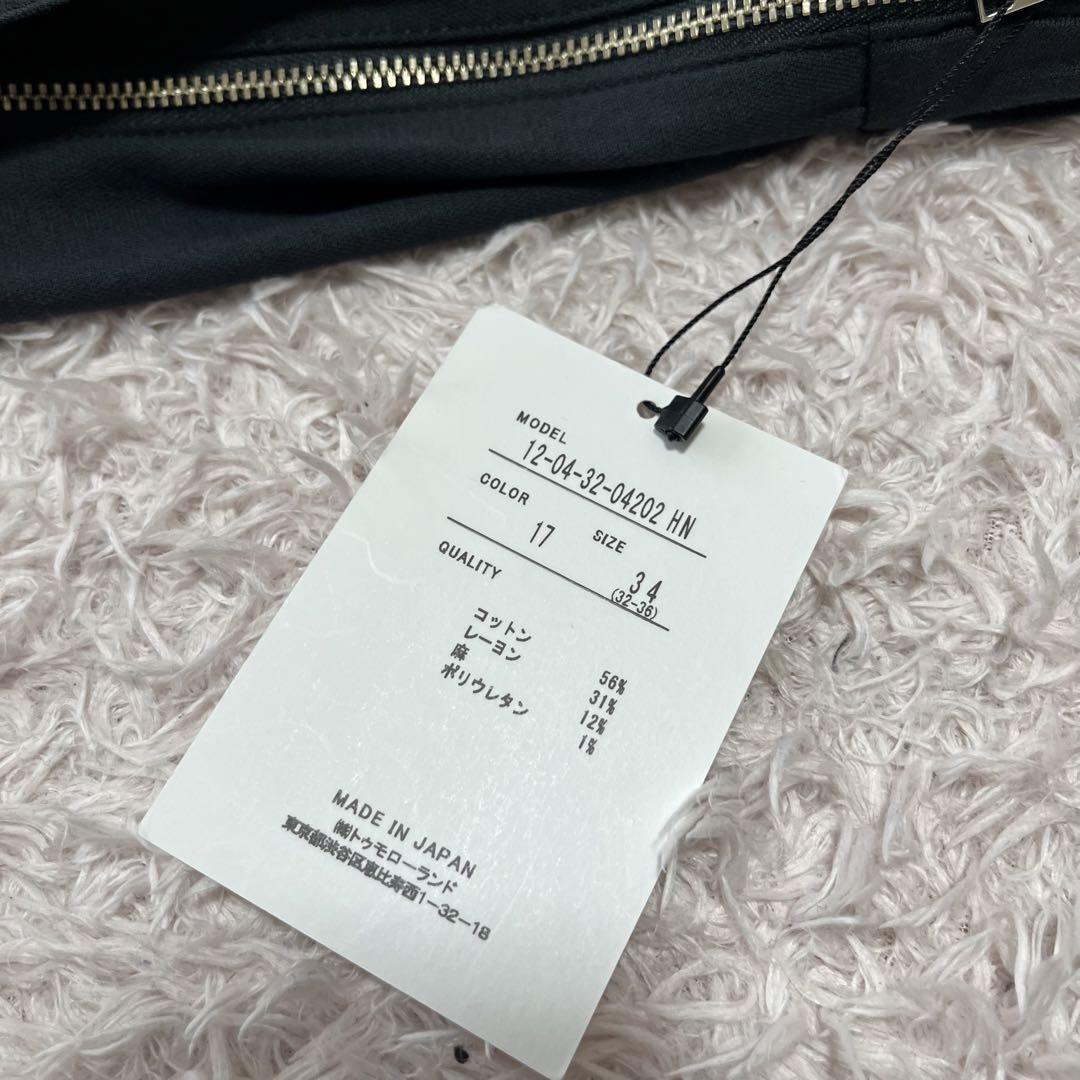 MODEL
12-04-32-04202 HN
COLOR
SIZE
17
34
(32-36)
QUALITY
コットン 56%
レーヨン 31%
麻 12%
ポリウレタン 1%
MADE IN JAPAN
㈱トゥモローランド
東京都渋谷区恵比寿西1-32-18